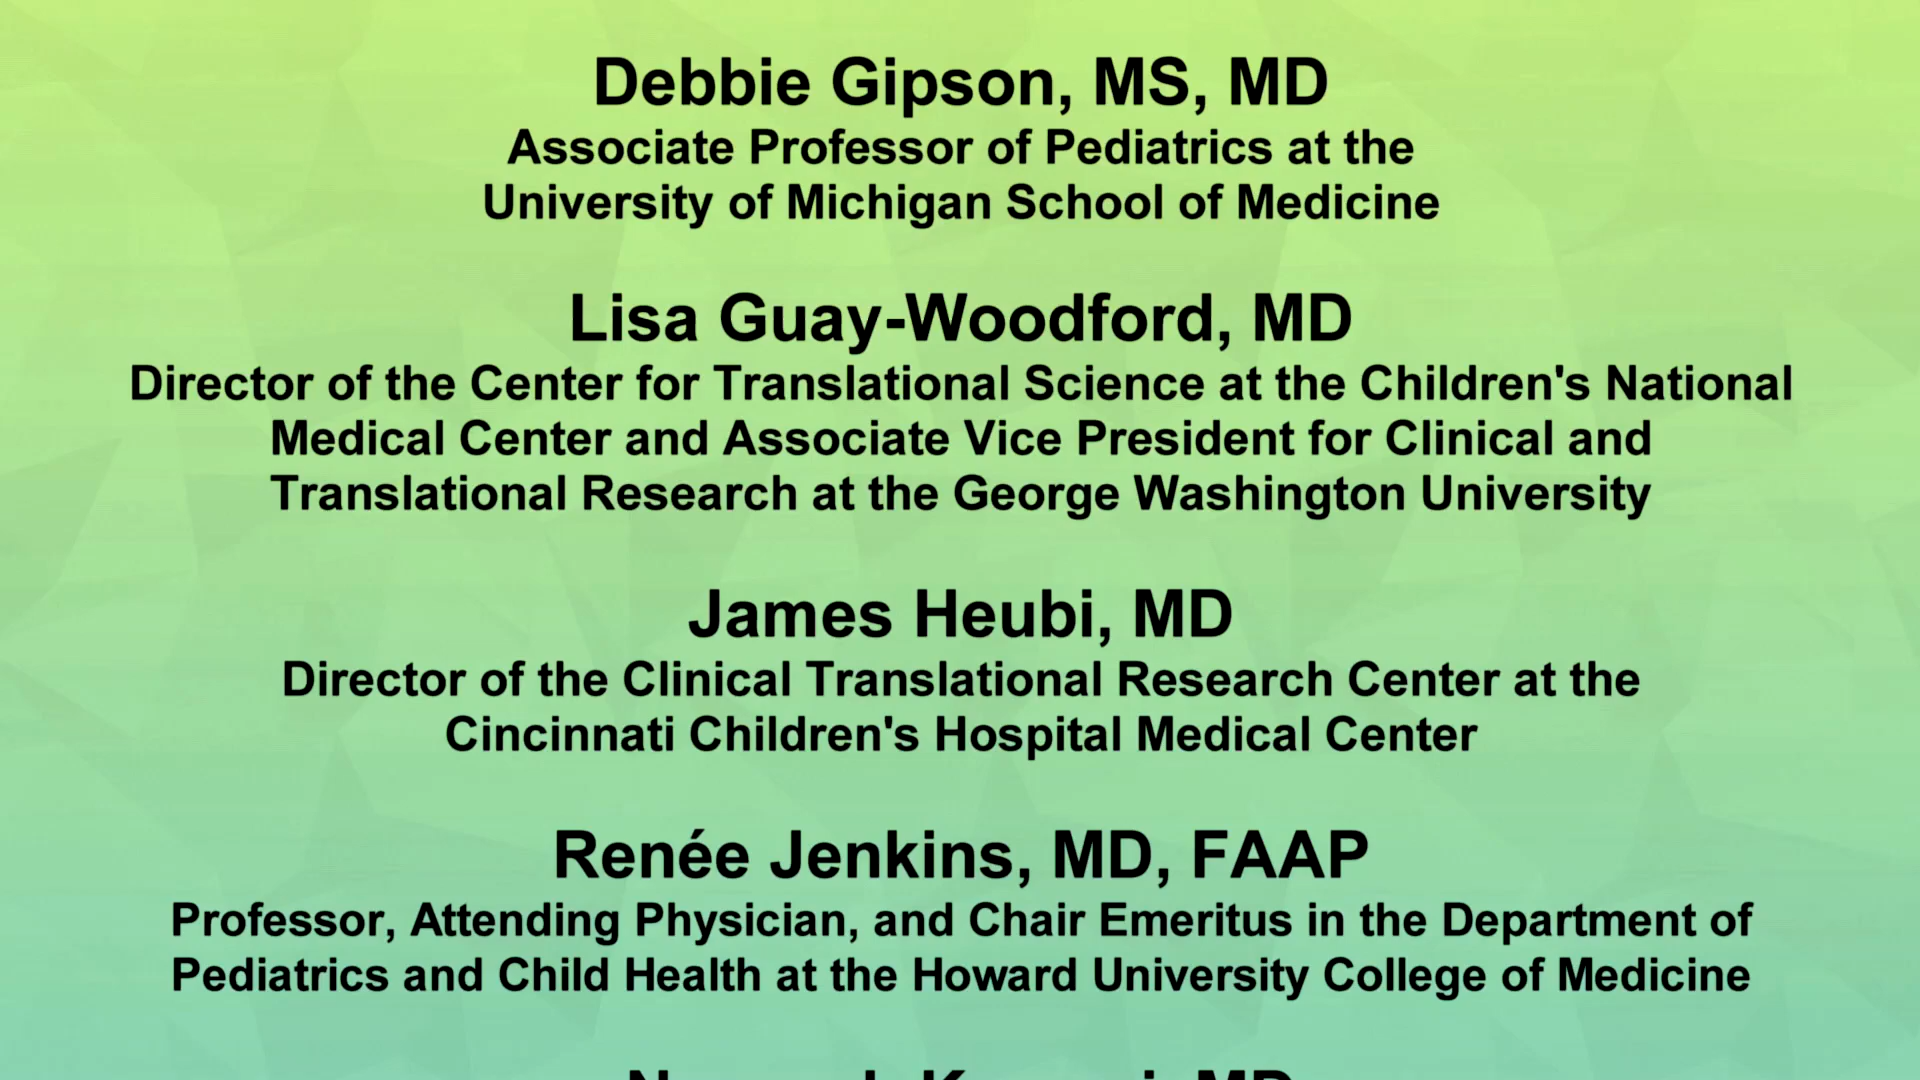 Debbie Gipson, MS, MD
Associate Professor of Pediatrics at the
University of Michigan School of Medicine
Lisa Guay-Woodford, MD
Director of the Center for Translational Science at the Children's National
Medical Center and Associate Vice President for Clinical and
Translational Research at the George Washington University
James Heubi, MD
Director of the Clinical Translational Research Center at the
Cincinnati Children's Hospital Medical Center
Renée Jenkins, MD, FAAP
Professor, Attending Physician, and Chair Emeritus in the Department of
Pediatrics and Child Health at the Howard University College of Medicine
MD